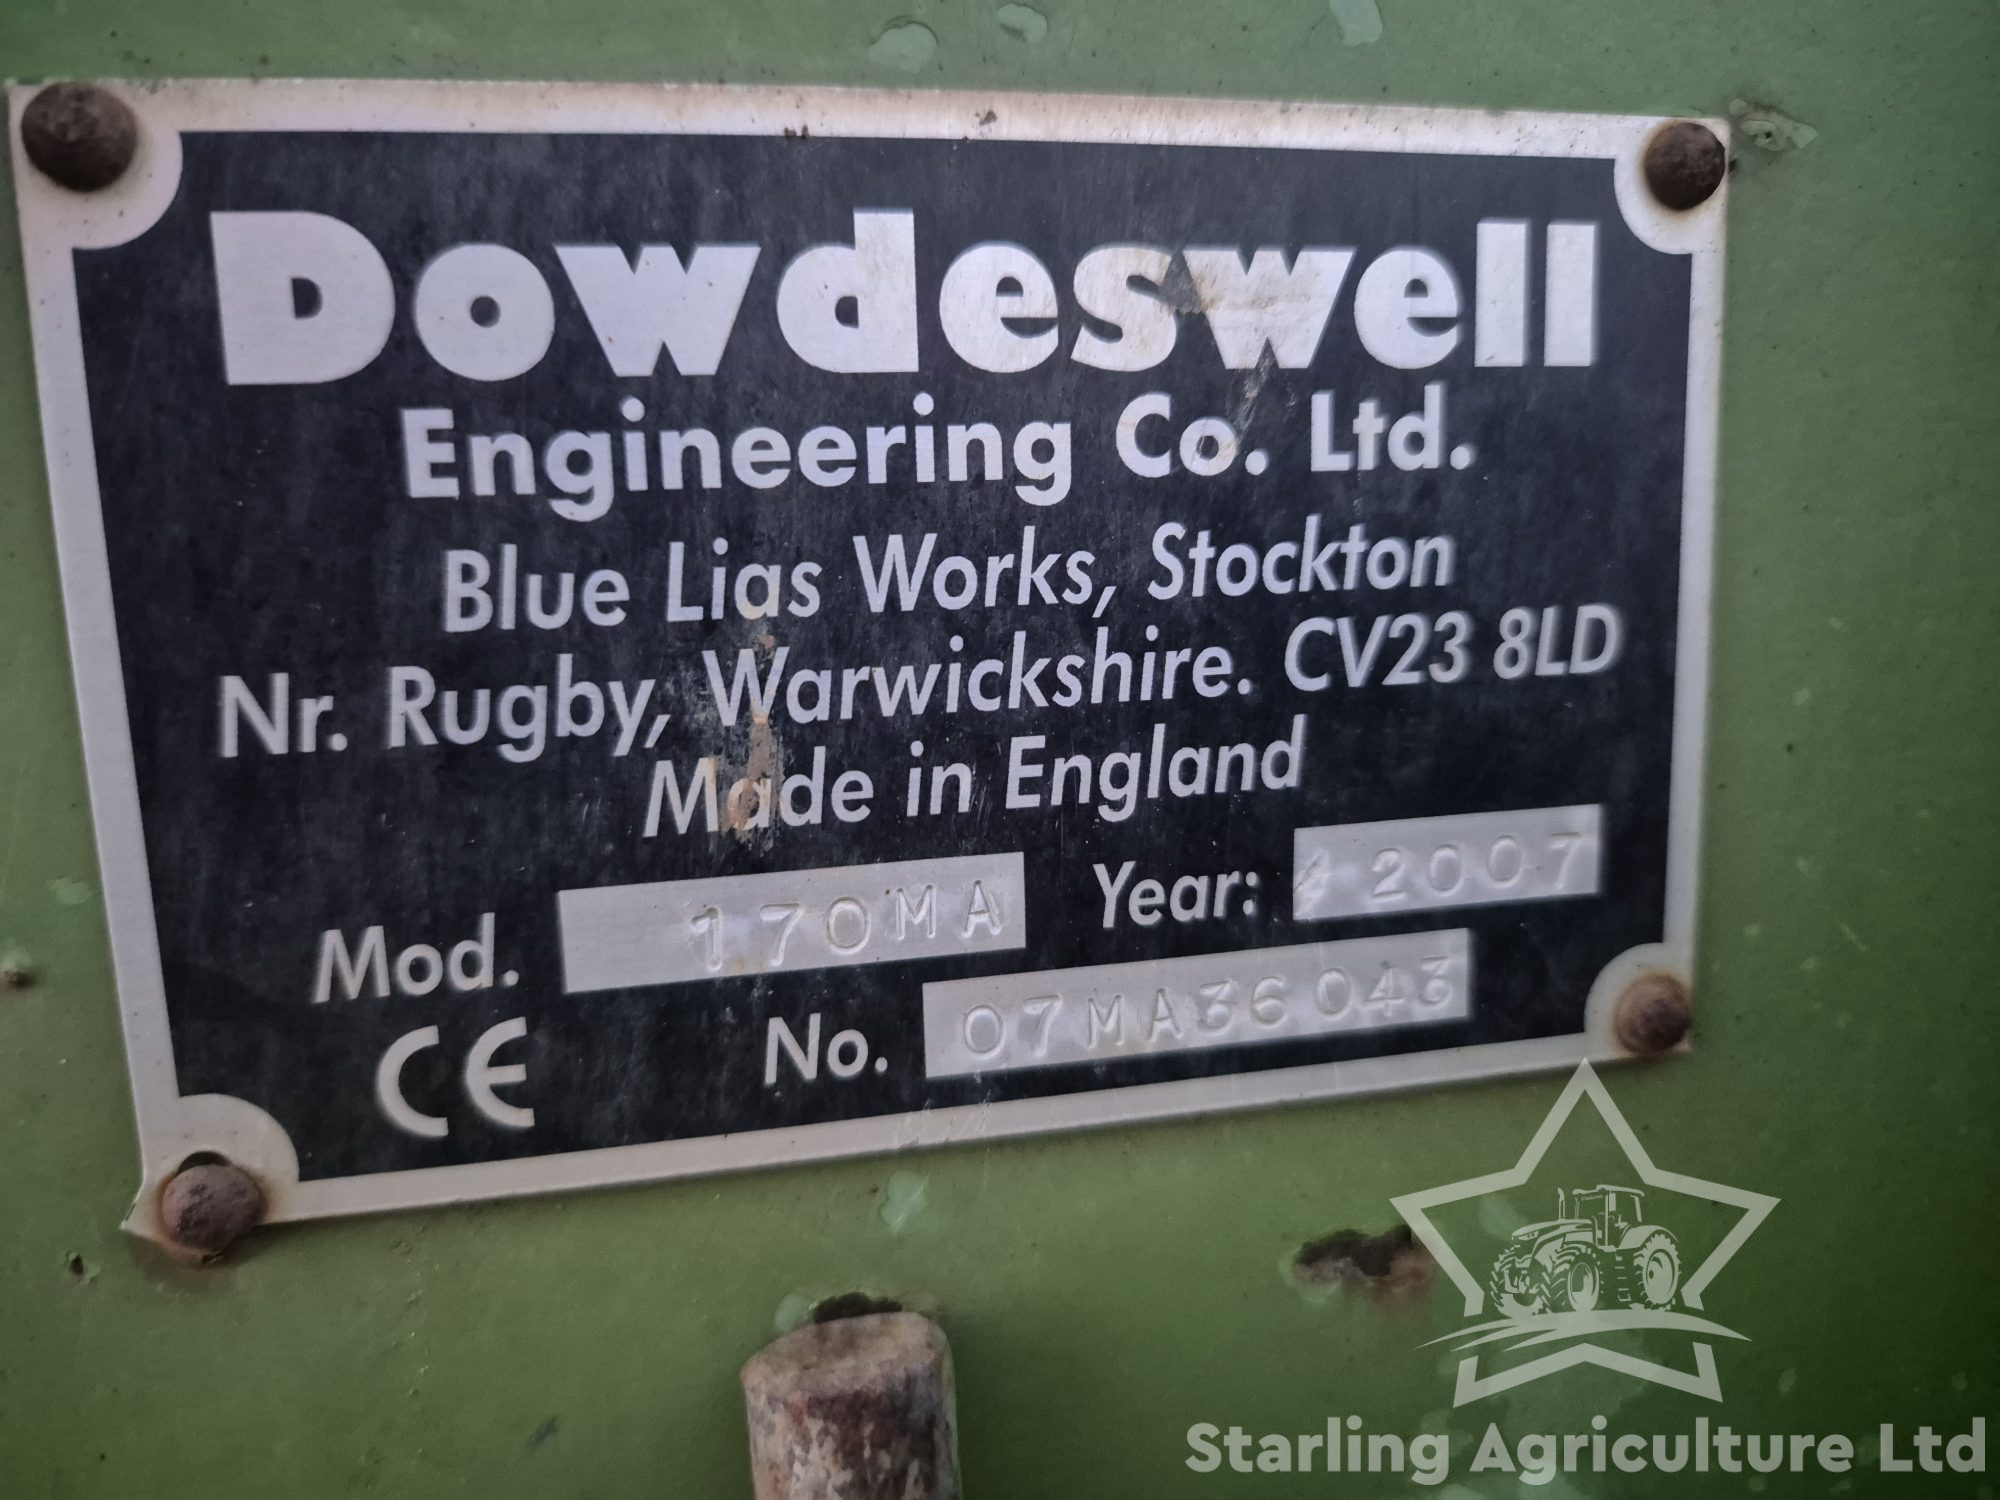 Dowdeswell
Engineering Co. Ltd.
Blue Lias Works, Stockton
Nr. Rugby, Warwickshire. CV23 8LD
Made in England
Mod. 170MA Year: 2007
CE No. 07MA36043
Starling Agriculture Ltd